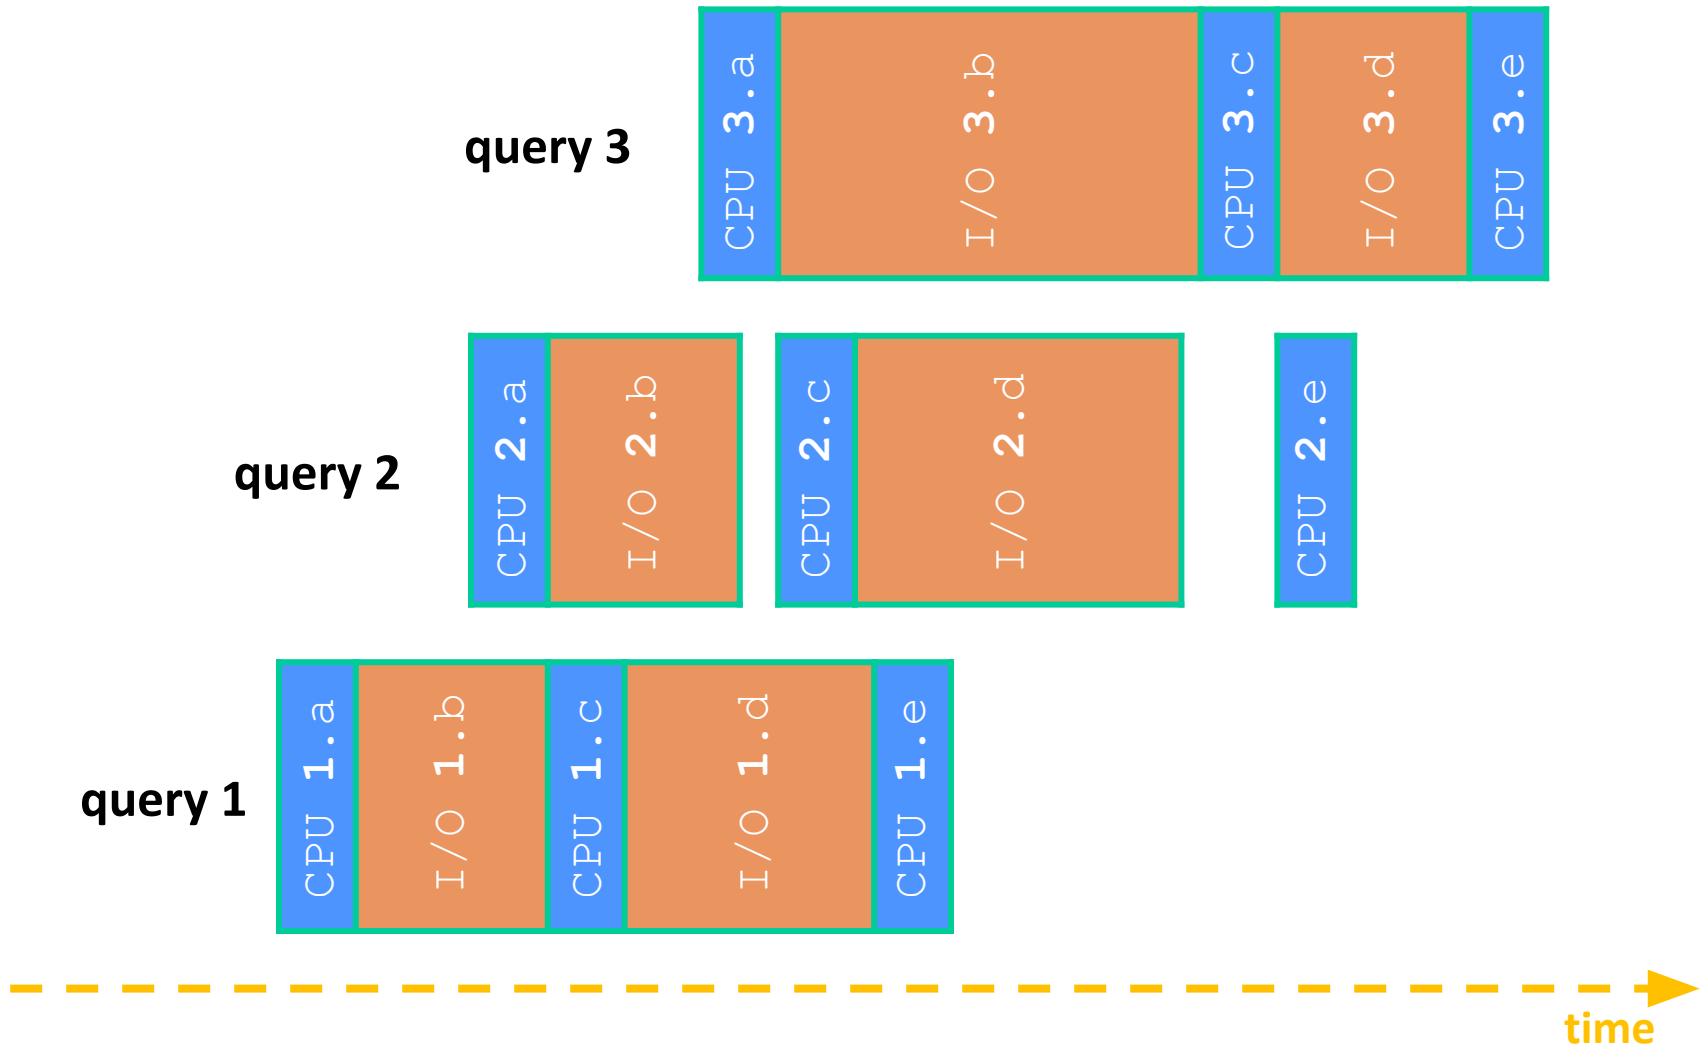 query 3
CPU 3.a
I/O 3.b
CPU 3.c
I/O 3.d
CPU 3.e
query 2
CPU 2.a
I/O 2.b
CPU 2.c
I/O 2.d
CPU 2.e
query 1
CPU 1.a
I/O 1.b
CPU 1.c
I/O 1.d
CPU 1.e
time